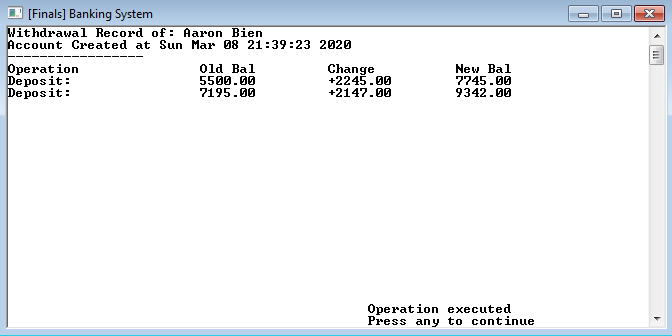 [Finals] Banking System
Withdrawal Record of: Aaron Bien
Account Created at Sun Mar 08 21:39:23 2020
-----------------
Operation Old Bal Change New Bal
Deposit: 5500.00 +2245.00 7745.00
Deposit: 7195.00 +2147.00 9342.00
Operation executed
Press any to continue